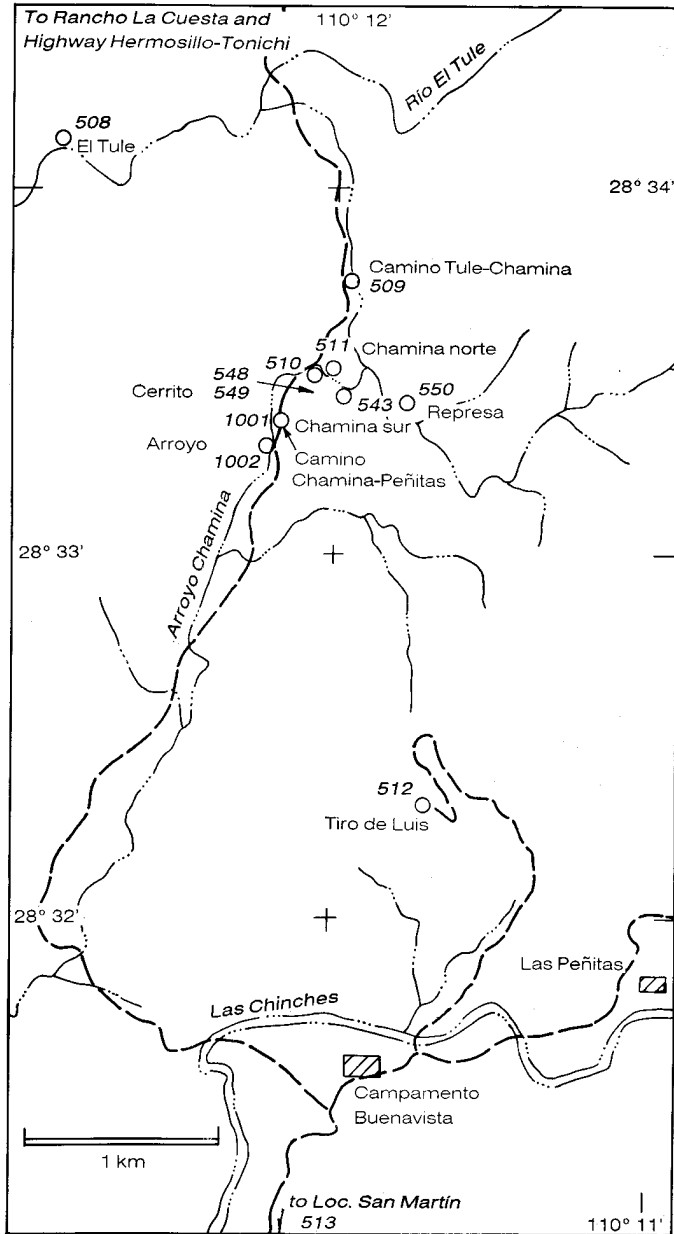 To Rancho La Cuesta and
Highway Hermosillo-Tonichi
110° 12'
Río El Tule
508
El Tule
28° 34'
Camino Tule-Chamina
509
511
Chamina norte
510
548
549
Cerrito
543
550
Represa
1001
Chamina sur
Arroyo
1002
Camino
Chamina-Peñitas
28° 33'
Arroyo Chamina
512
Tiro de Luis
28° 32'
Las Peñitas
Las Chinches
Campamento
Buenavista
1 km
to Loc. San Martín
513
110° 11'